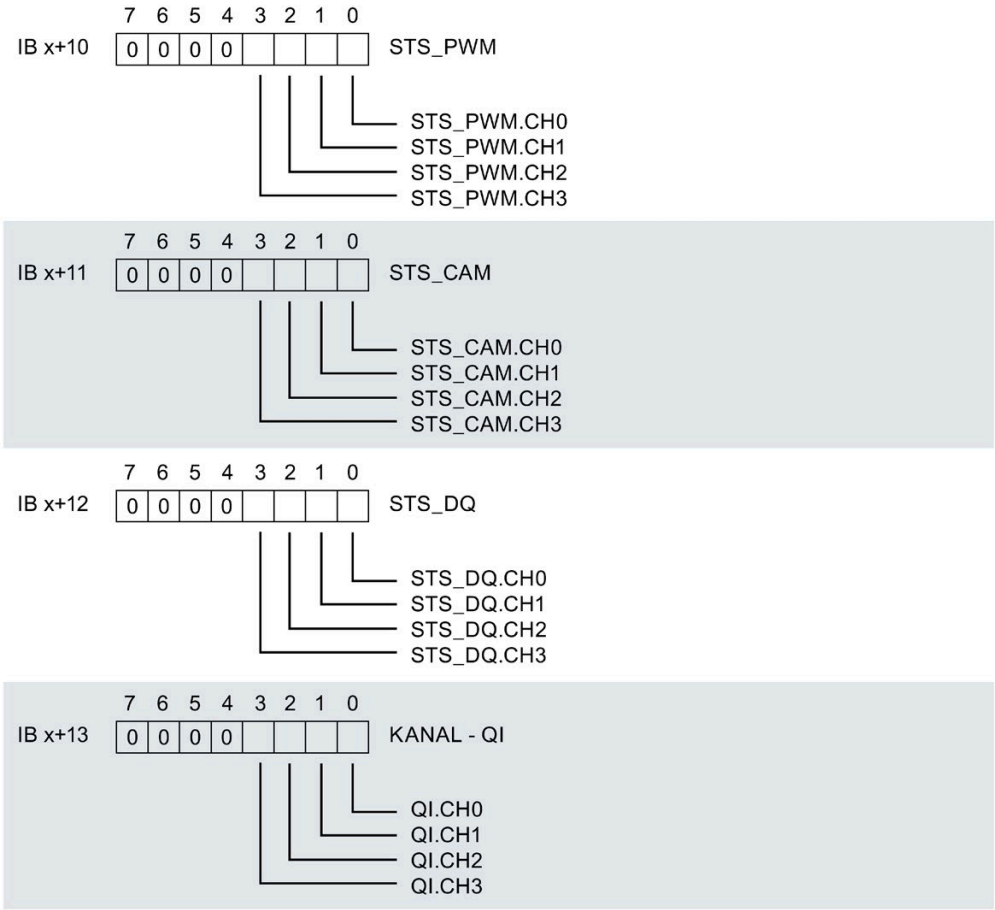 7 6 5 4 3 2 1 0
IB x+10 0 0 0 0 STS_PWM
STS_PWM.CH0
STS_PWM.CH1
STS_PWM.CH2
STS_PWM.CH3
7 6 5 4 3 2 1 0
IB x+11 0 0 0 0 STS_CAM
STS_CAM.CH0
STS_CAM.CH1
STS_CAM.CH2
STS_CAM.CH3
7 6 5 4 3 2 1 0
IB x+12 0 0 0 0 STS_DQ
STS_DQ.CH0
STS_DQ.CH1
STS_DQ.CH2
STS_DQ.CH3
7 6 5 4 3 2 1 0
IB x+13 0 0 0 0 KANAL - QI
QI.CH0
QI.CH1
QI.CH2
QI.CH3